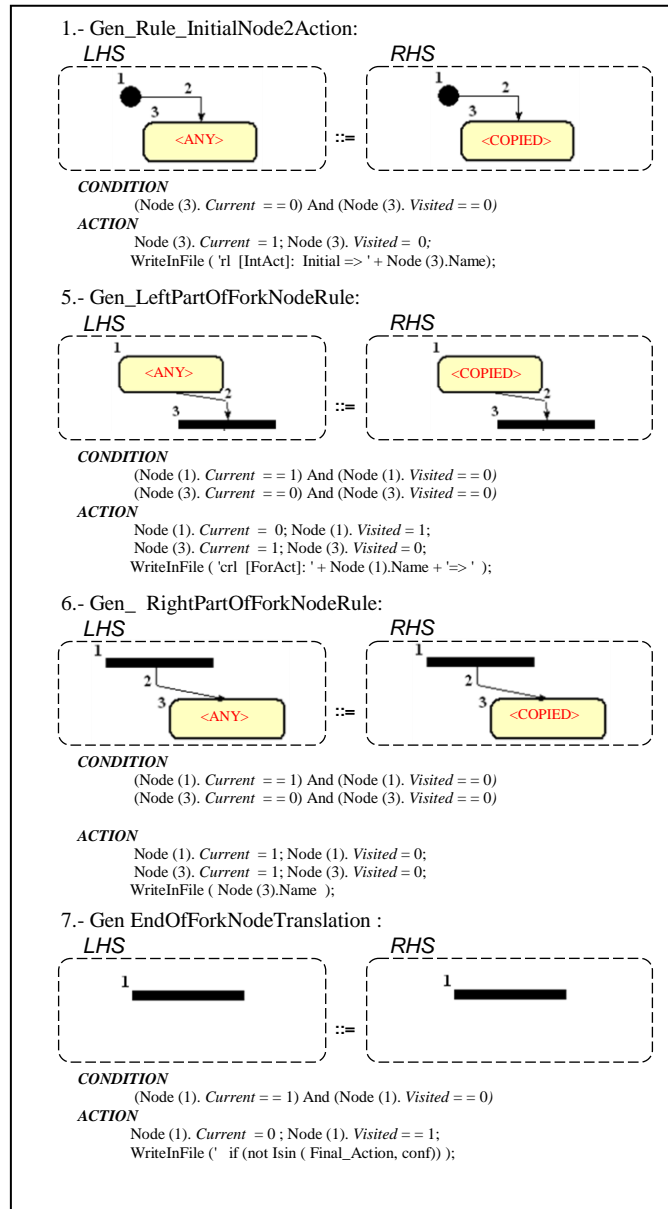 1.- Gen_Rule_InitialNode2Action:
LHS
RHS
1
2
3
<ANY>
::=
1
2
3
<COPIED>
CONDITION
(Node (3). Current = = 0) And (Node (3). Visited = = 0)
ACTION
Node (3). Current = 1; Node (3). Visited = 0;
WriteInFile ( 'rl [IntAct]: Initial => ' + Node (3).Name);
5.- Gen_LeftPartOfForkNodeRule:
LHS
RHS
1
<ANY>
2
3
::=
1
<COPIED>
2
3
CONDITION
(Node (1). Current = = 1) And (Node (1). Visited = = 0)
(Node (3). Current = = 0) And (Node (3). Visited = = 0)
ACTION
Node (1). Current = 0; Node (1). Visited = 1;
Node (3). Current = 1; Node (3). Visited = 0;
WriteInFile ( 'crl [ForAct]: ' + Node (1).Name + '=> ' );
6.- Gen_ RightPartOfForkNodeRule:
LHS
RHS
1
2
3
<ANY>
::=
1
2
3
<COPIED>
CONDITION
(Node (1). Current = = 1) And (Node (1). Visited = = 0)
(Node (3). Current = = 0) And (Node (3). Visited = = 0)
ACTION
Node (1). Current = 1; Node (1). Visited = 0;
Node (3). Current = 1; Node (3). Visited = 0;
WriteInFile ( Node (3).Name );
7.- Gen EndOfForkNodeTranslation :
LHS
RHS
1
::=
1
CONDITION
(Node (1). Current = = 1) And (Node (1). Visited = = 0)
ACTION
Node (1). Current = 0 ; Node (1). Visited = = 1;
WriteInFile (' if (not Isin ( Final_Action, conf)) );